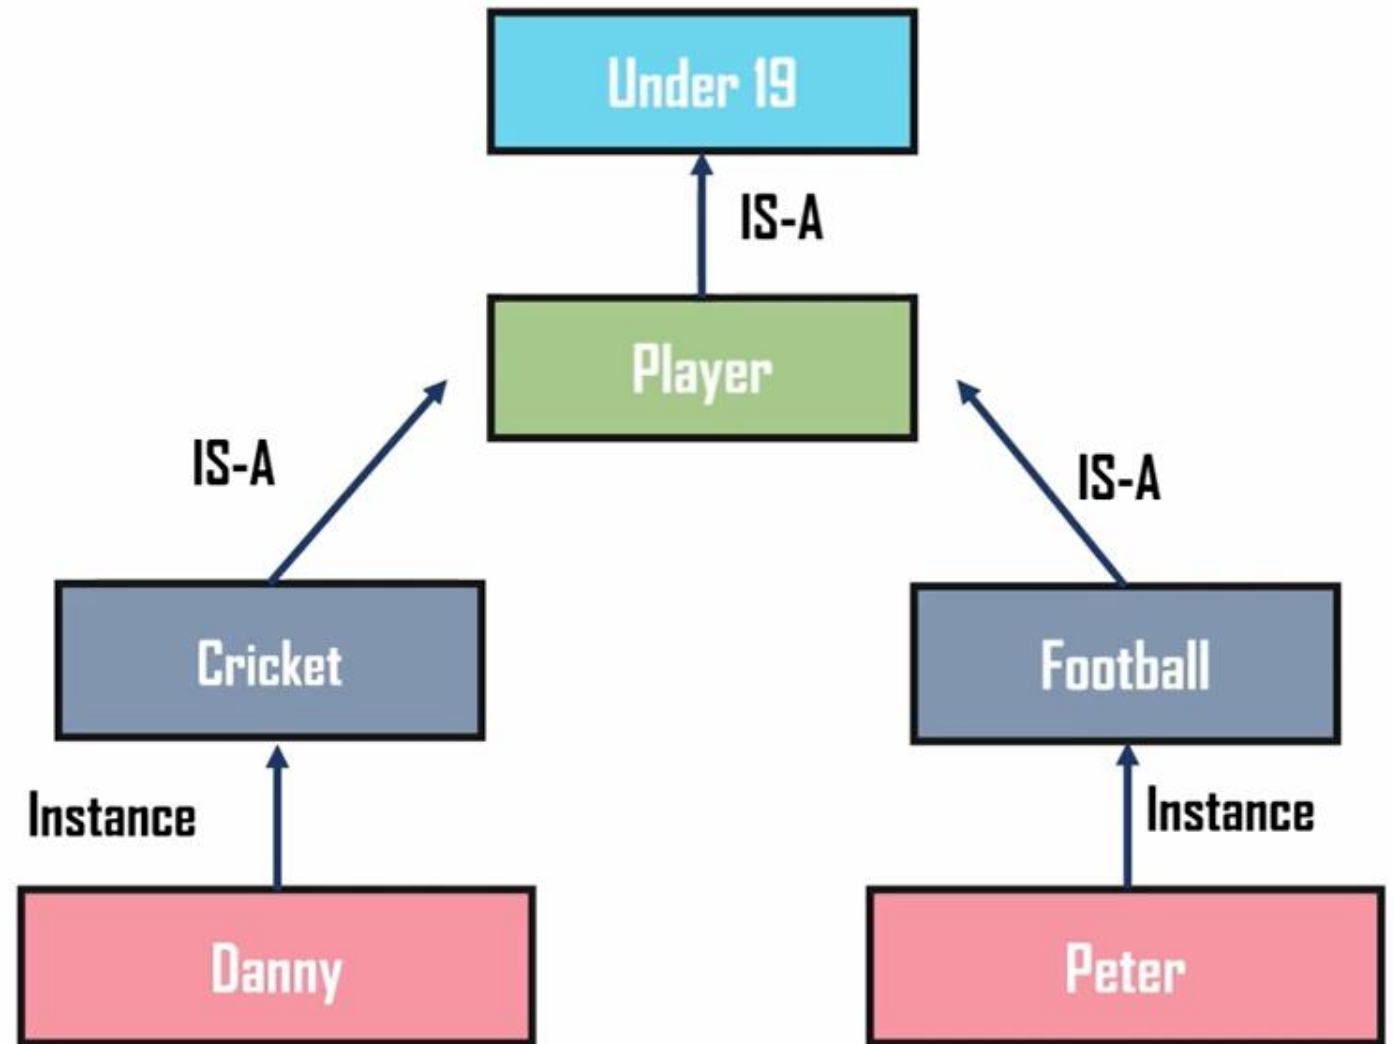 Under 19
IS-A
Player
IS-A
IS-A
Cricket
Football
Instance
Instance
Danny
Peter